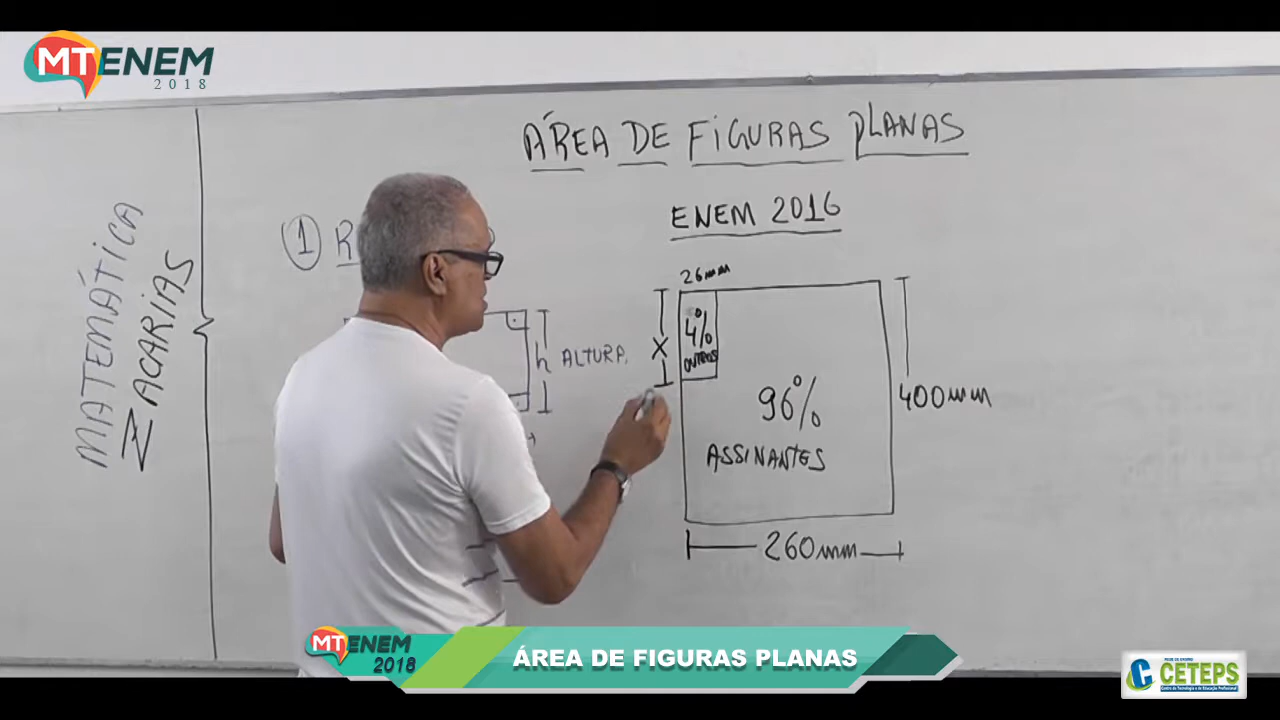 MTENEM
2018
ÁREA DE FIGURAS PLANAS
ENEM 2016
MATEMÁTICA
ZACARIAS
1
h ALTURA
26mm
4%
OUTROS
X
96%
ASSINANTES
400mm
260mm
MTENEM
2018
ÁREA DE FIGURAS PLANAS
CETEPS